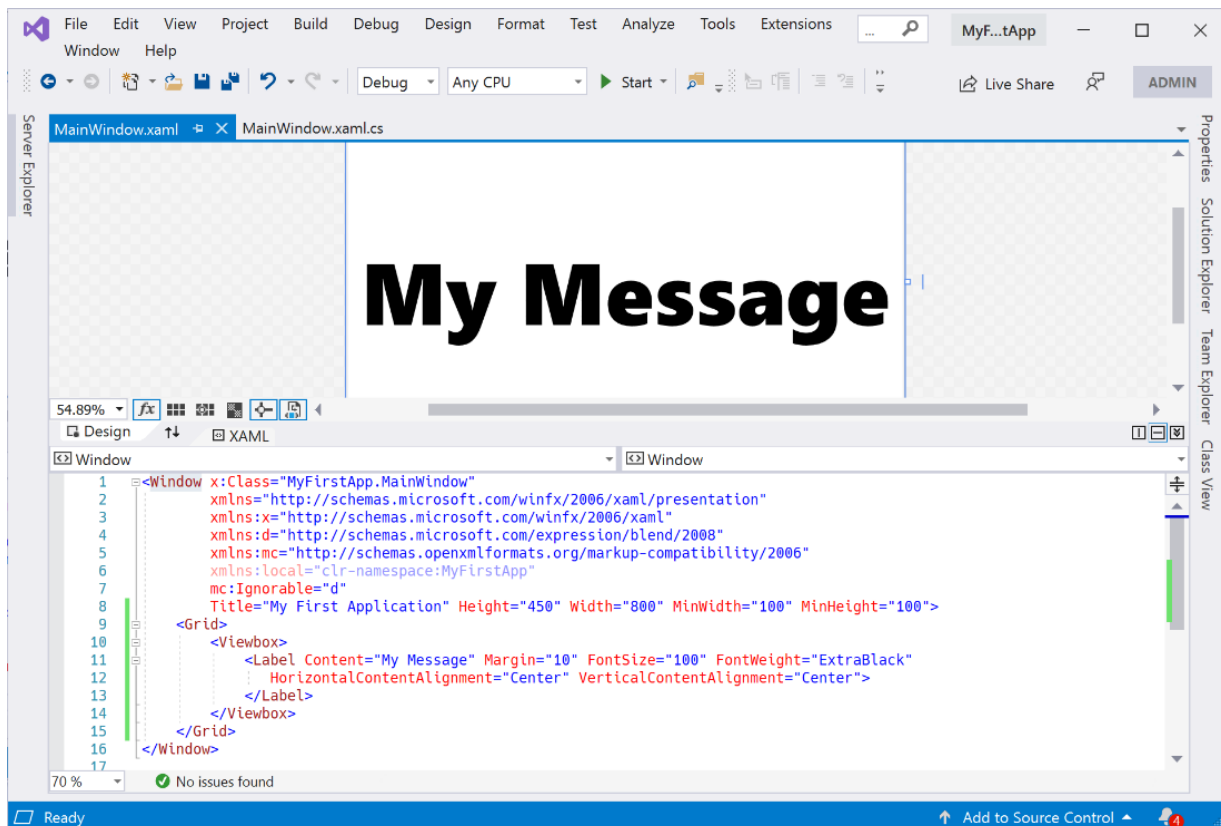 File Edit View Project Build Debug Design Format Test Analyze Tools Extensions ... MyF...tApp
Window Help
Debug Any CPU Start Live Share ADMIN
Server Explorer
MainWindow.xaml MainWindow.xaml.cs
My Message
Properties
Solution Explorer
Team Explorer
Class View
54.89% fx
Design XAML
Window Window
1 <Window x:Class="MyFirstApp.MainWindow"
2 xmlns="http://schemas.microsoft.com/winfx/2006/xaml/presentation"
3 xmlns:x="http://schemas.microsoft.com/winfx/2006/xaml"
4 xmlns:d="http://schemas.microsoft.com/expression/blend/2008"
5 xmlns:mc="http://schemas.openxmlformats.org/markup-compatibility/2006"
6 xmlns:local="clr-namespace:MyFirstApp"
7 mc:Ignorable="d"
8 Title="My First Application" Height="450" Width="800" MinWidth="100" MinHeight="100">
9 <Grid>
10 <Viewbox>
11 <Label Content="My Message" Margin="10" FontSize="100" FontWeight="ExtraBlack"
12 HorizontalContentAlignment="Center" VerticalContentAlignment="Center">
13 </Label>
14 </Viewbox>
15 </Grid>
16 </Window>
17
70 % No issues found
Ready Add to Source Control 4